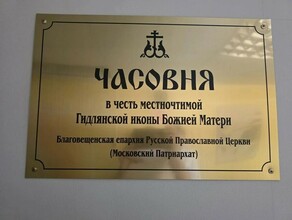 ЧАСОВНЯ
в честь местночтимой
Гидлянской иконы Божией Матери
Благовещенская епархия Русской Православной Церкви
(Московский Патриархат)